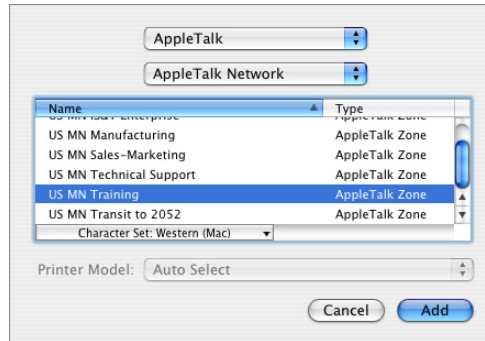 AppleTalk
AppleTalk Network
Name Type
US MN Manufacturing AppleTalk Zone
US MN Sales-Marketing AppleTalk Zone
US MN Technical Support AppleTalk Zone
US MN Training AppleTalk Zone
US MN Transit to 2052 AppleTalk Zone
Character Set: Western (Mac)
Printer Model: Auto Select
Cancel Add